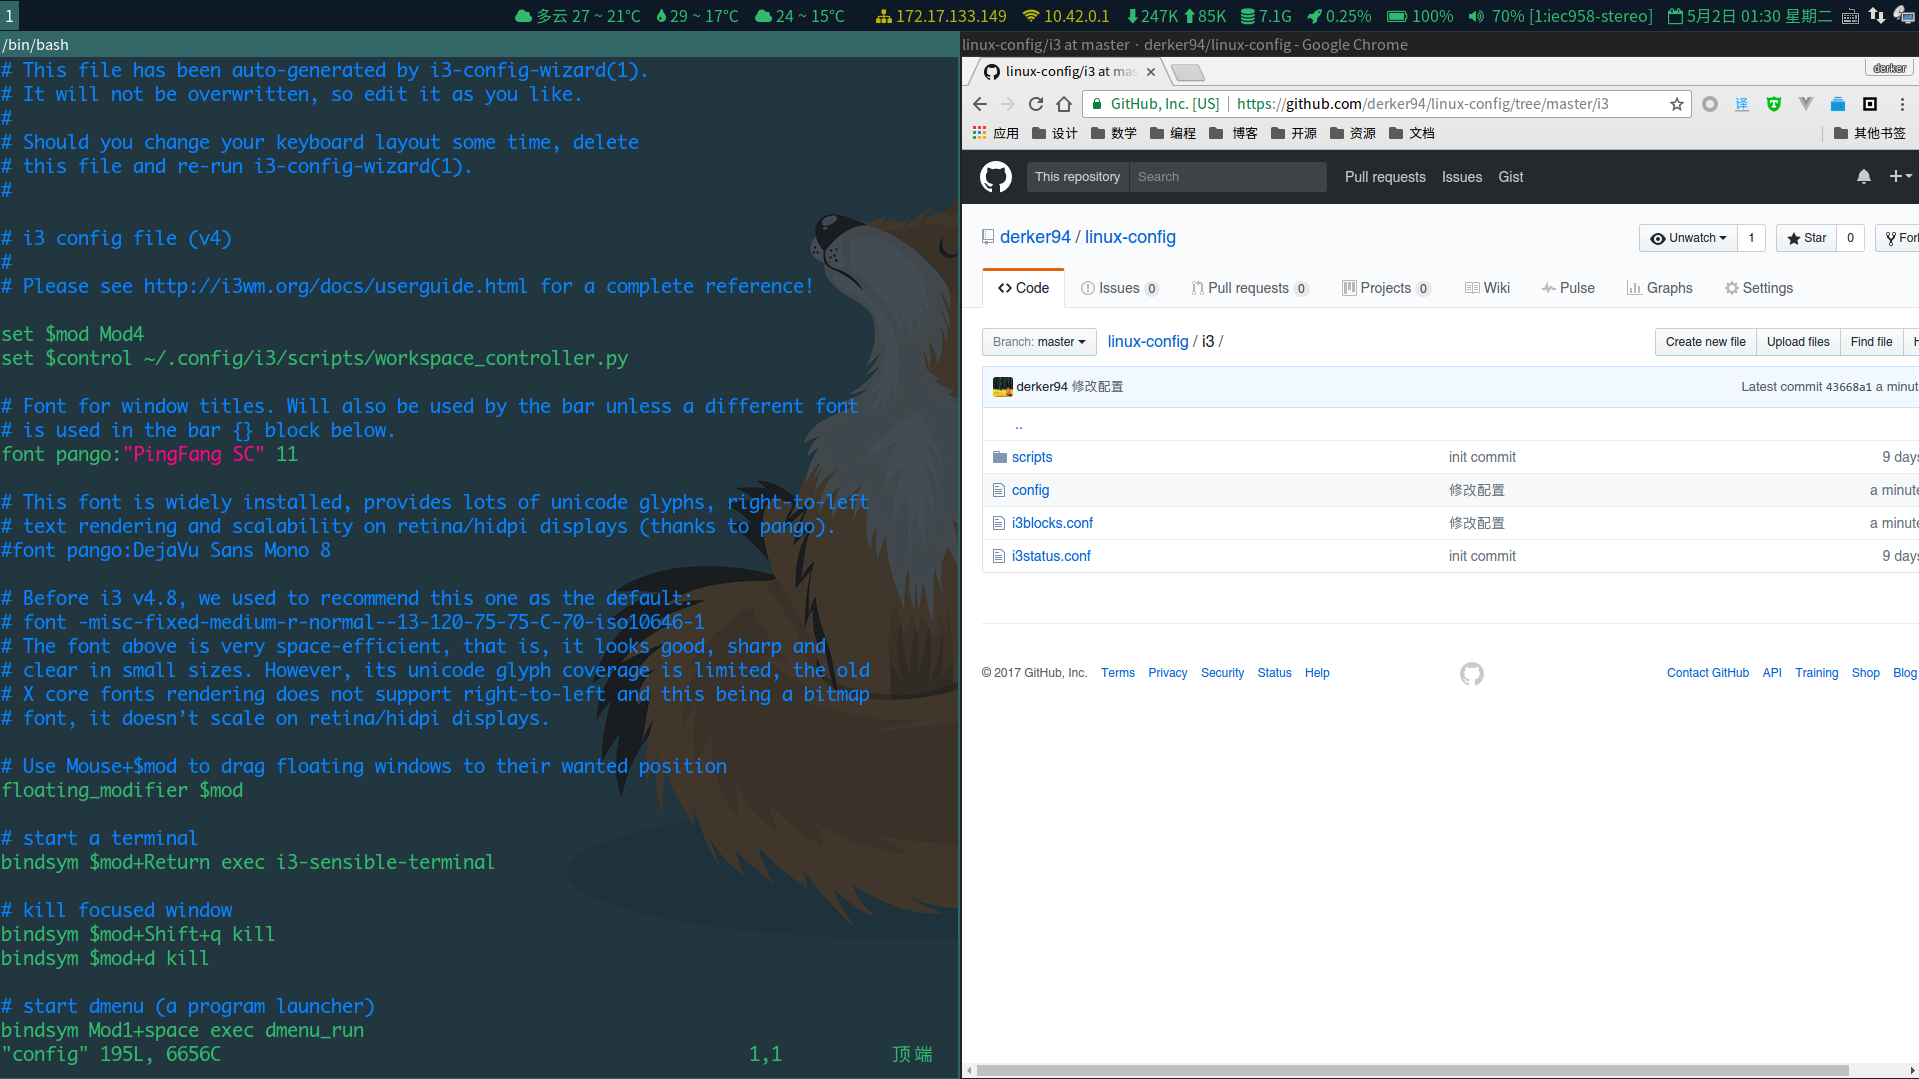 1
多云 27 ~ 21°C 29 ~ 17°C 24 ~ 15°C 172.17.133.149 10.42.0.1 247K 85K 7.1G 0.25% 100% 70% [1:iec958-stereo] 5月2日 01:30 星期二
/bin/bash
# This file has been auto-generated by i3-config-wizard(1).
# It will not be overwritten, so edit it as you like.
#
# Should you change your keyboard layout some time, delete
# this file and re-run i3-config-wizard(1).
#
# i3 config file (v4)
#
# Please see http://i3wm.org/docs/userguide.html for a complete reference!
set $mod Mod4
set $control ~/.config/i3/scripts/workspace_controller.py
# Font for window titles. Will also be used by the bar unless a different font
# is used in the bar {} block below.
font pango:"PingFang SC" 11
# This font is widely installed, provides lots of unicode glyphs, right-to-left
# text rendering and scalability on retina/hidpi displays (thanks to pango).
#font pango:DejaVu Sans Mono 8
# Before i3 v4.8, we used to recommend this one as the default:
# font -misc-fixed-medium-r-normal--13-120-75-75-C-70-iso10646-1
# The font above is very space-efficient, that is, it looks good, sharp and
# clear in small sizes. However, its unicode glyph coverage is limited, the old
# X core fonts rendering does not support right-to-left and this being a bitmap
# font, it doesn’t scale on retina/hidpi displays.
# Use Mouse+$mod to drag floating windows to their wanted position
floating_modifier $mod
# start a terminal
bindsym $mod+Return exec i3-sensible-terminal
# kill focused window
bindsym $mod+Shift+q kill
bindsym $mod+d kill
# start dmenu (a program launcher)
bindsym Mod1+space exec dmenu_run
"config" 195L, 6656C 1,1 顶端
linux-config/i3 at master · derker94/linux-config - Google Chrome
linux-config/i3 at mas
derker
GitHub, Inc. [US] https://github.com/derker94/linux-config/tree/master/i3
译
应用 设计 数学 编程 博客 开源 资源 文档 其他书签
This repository Search Pull requests Issues Gist
derker94 / linux-config
Unwatch 1 Star 0 For
Code Issues 0 Pull requests 0 Projects 0 Wiki Pulse Graphs Settings
Branch: master linux-config / i3 / Create new file Upload files Find file H
derker94 修改配置 Latest commit 43668a1 a minut
..
scripts init commit 9 days
config 修改配置 a minute
i3blocks.conf 修改配置 a minute
i3status.conf init commit 9 days
© 2017 GitHub, Inc. Terms Privacy Security Status Help Contact GitHub API Training Shop Blog